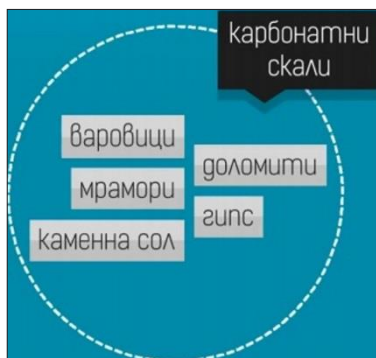 карбонатни
скали
варовици
доломити
мрамори
гипс
каменна сол